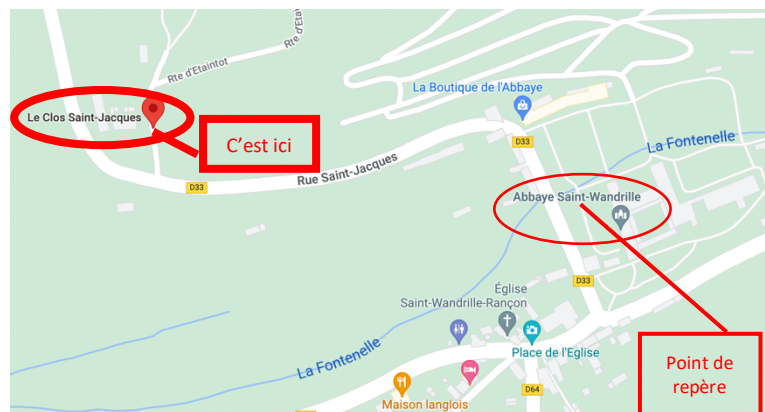 Rte d'Etaintot
Rte d'Eta
La Boutique de l'Abbaye
Le Clos Saint-Jacques
C'est ici
D33
La Fontenelle
Rue Saint-Jacques
D33
Abbaye Saint-Wandrille
D33
Église
Saint-Wandrille-Rançon
Place de l'Eglise
La Fontenelle
Point de
repère
D64
Maison langlois